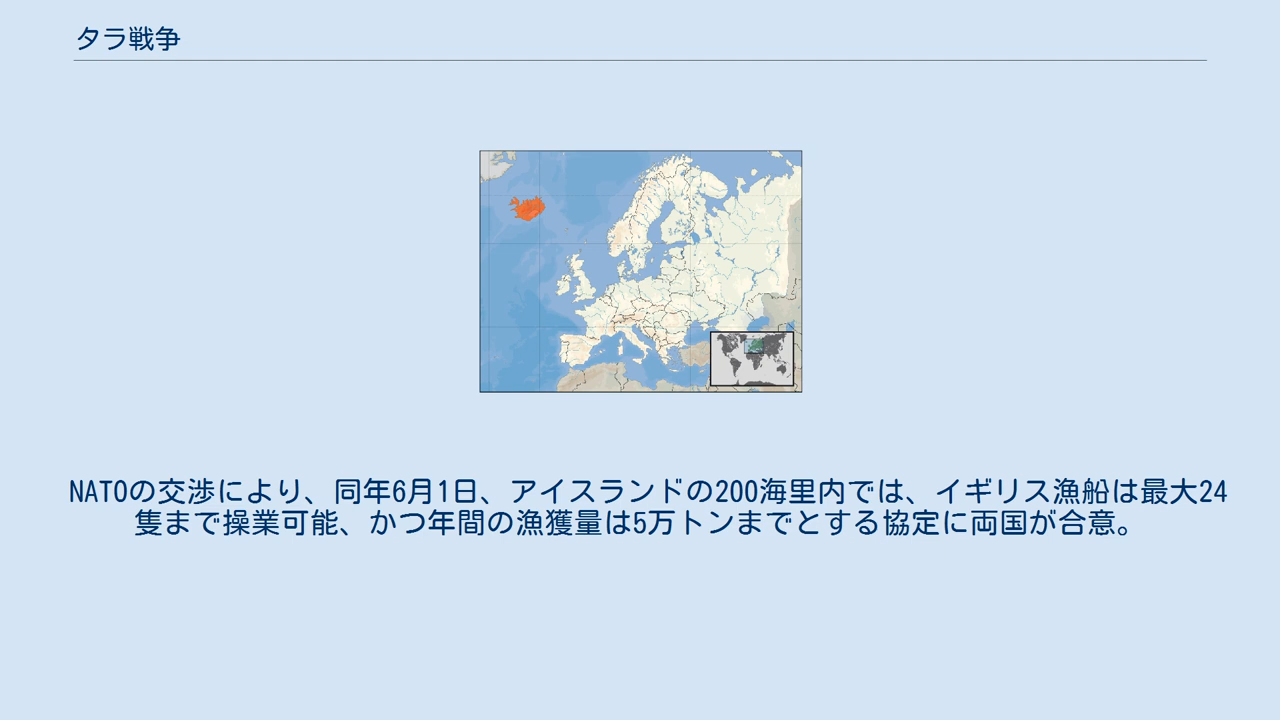 タラ戦争
NATOの交渉により、同年6月1日、アイスランドの200海里内では、イギリス漁船は最大24
隻まで操業可能、かつ年間の漁獲量は5万トンまでとする協定に両国が合意。